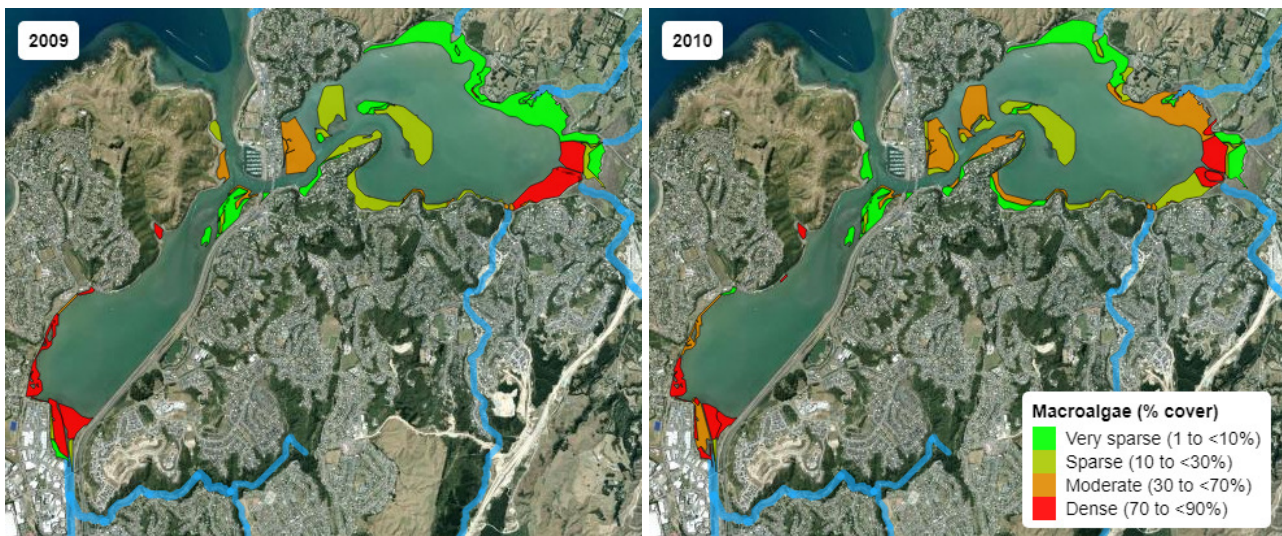 2009
2010
Macroalgae (% cover)
Very sparse (1 to <10%)
Sparse (10 to <30%)
Moderate (30 to <70%)
Dense (70 to <90%)